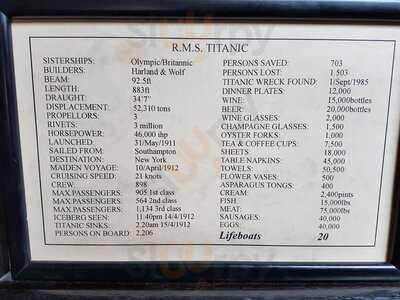 R.M.S. TITANIC
SISTERSHIPS: Olympic/Britannic
BUILDERS: Harland & Wolf
BEAM: 92.5ft
LENGTH: 883ft
DRAUGHT: 34'7"
DISPLACEMENT: 52,310 tons
PROPELLORS: 3
RIVETS: 3 million
HORSEPOWER: 46,000 ihp
LAUNCHED: 31/May/1911
SAILED FROM: Southampton
DESTINATION: New York
MAIDEN VOYAGE: 10/April/1912
CRUISING SPEED: 21 knots
CREW: 898
MAX.PASSENGERS. 905 1st class
MAX.PASSENGERS. 564 2nd class
MAX.PASSENGERS. 1,134 3rd class
ICEBERG SEEN: 11:40pm 14/4/1912
TITANIC SINKS: 2.20am 15/4/1912
PERSONS ON BOARD: 2,206
PERSONS SAVED: 703
PERSONS LOST: 1 503
TITANIC WRECK FOUND: 1/Sept/1985
DINNER PLATES: 12,000
WINE: 15,000bottles
BEER: 20,000bottles
WINE GLASSES: 2,000
CHAMPAGNE GLASSES: 1,500
OYSTER FORKS: 1,000
TEA & COFFEE CUPS: 7,500
SHEETS 18,000
TABLE NAPKINS: 45,000
TOWELS: 50,500
FLOWER VASES: 500
ASPARAGUS TONGS: 400
CREAM: 2,400pints
FISH 15,000lbs
MEAT: 75,000lbs
SAUSAGES: 40,000
EGGS: 40,000
Lifeboats 20